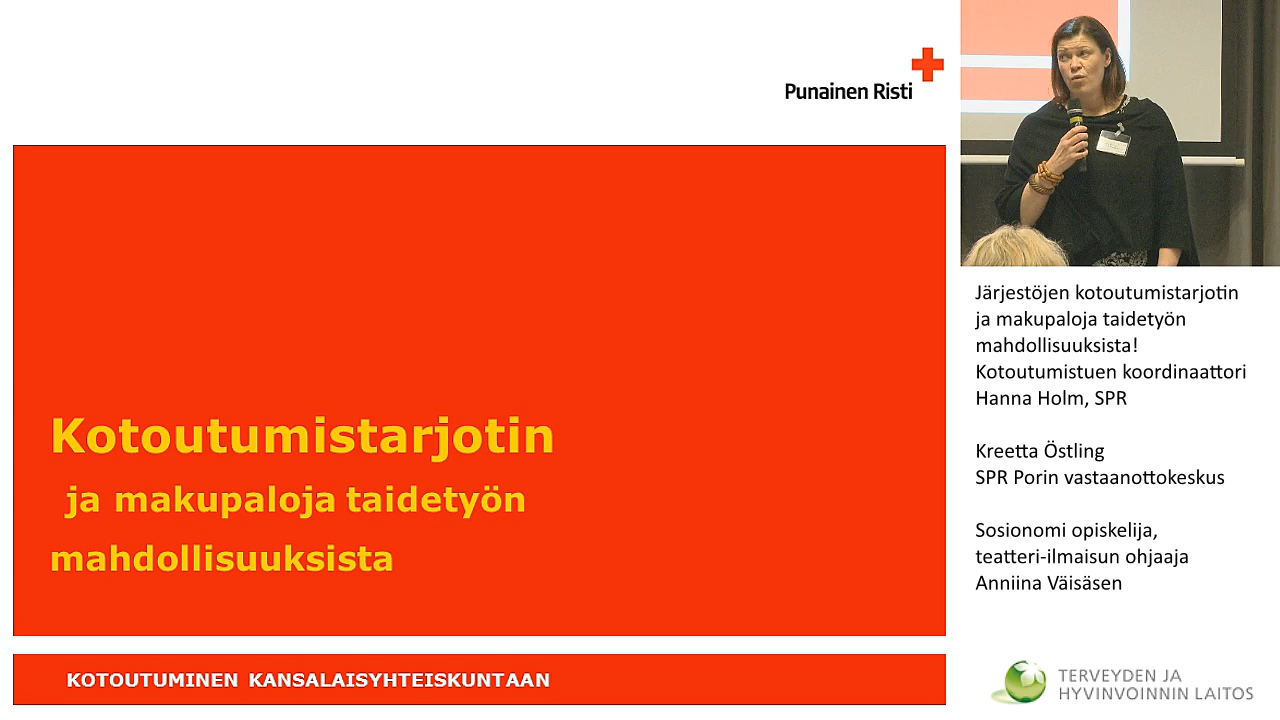 Punainen Risti
Kotoutumistarjotin
ja makupaloja taidetyön
mahdollisuuksista
KOTOUTUMINEN KANSALAISYHTEISKUNTAAN
Järjestöjen kotoutumistarjotin
ja makupaloja taidetyön
mahdollisuuksista!
Kotoutumistuen koordinaattori
Hanna Holm, SPR
Kreetta Östling
SPR Porin vastaanottokeskus
Sosionomi opiskelija,
teatteri-ilmaisun ohjaaja
Anniina Väisäsen
TERVEYDEN JA
HYVINVOINNIN LAITOS